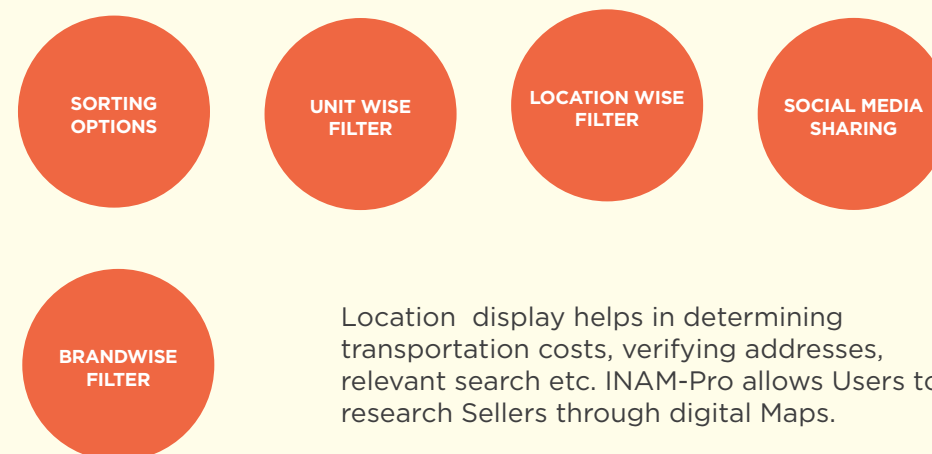 SORTING
OPTIONS
UNIT WISE
FILTER
LOCATION WISE
FILTER
SOCIAL MEDIA
SHARING
BRANDWISE
FILTER
Location display helps in determining
transportation costs, verifying addresses,
relevant search etc. INAM-Pro allows Users to
research Sellers through digital Maps.